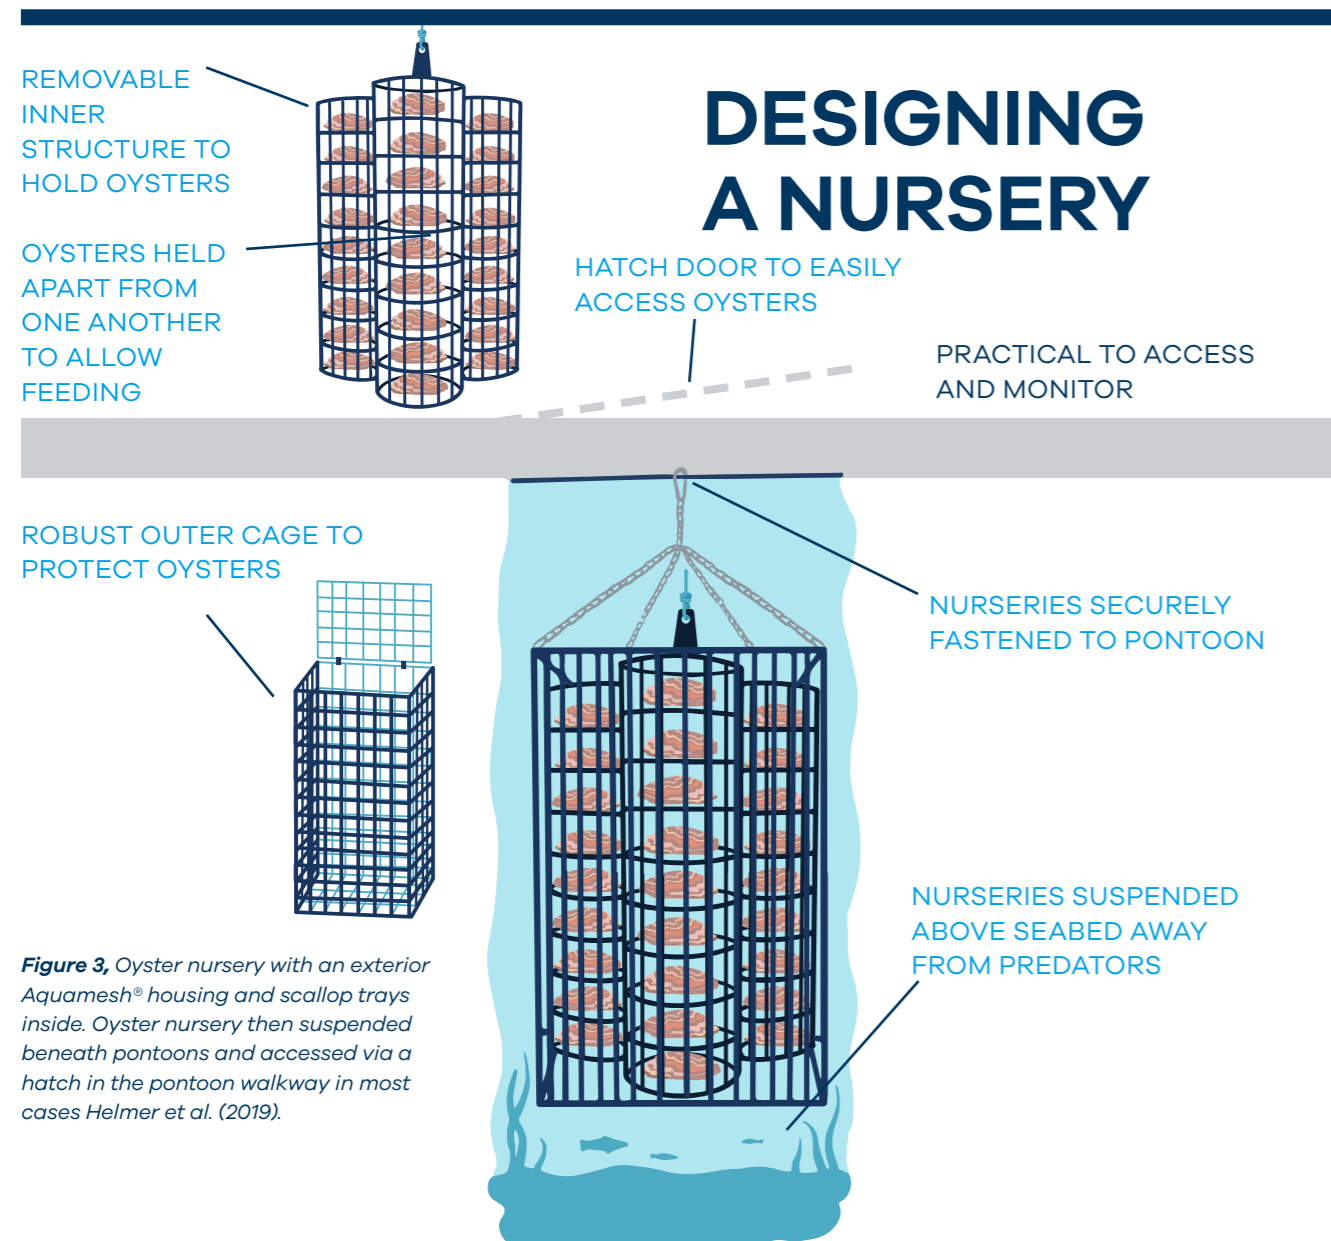 DESIGNING
A NURSERY
REMOVABLE
INNER
STRUCTURE TO
HOLD OYSTERS
OYSTERS HELD
APART FROM
ONE ANOTHER
TO ALLOW
FEEDING
HATCH DOOR TO EASILY
ACCESS OYSTERS
PRACTICAL TO ACCESS
AND MONITOR
ROBUST OUTER CAGE TO
PROTECT OYSTERS
NURSERIES SECURELY
FASTENED TO PONTOON
NURSERIES SUSPENDED
ABOVE SEABED AWAY
FROM PREDATORS
Figure 3, Oyster nursery with an exterior
Aquamesh® housing and scallop trays
inside. Oyster nursery then suspended
beneath pontoons and accessed via a
hatch in the pontoon walkway in most
cases Helmer et al. (2019).